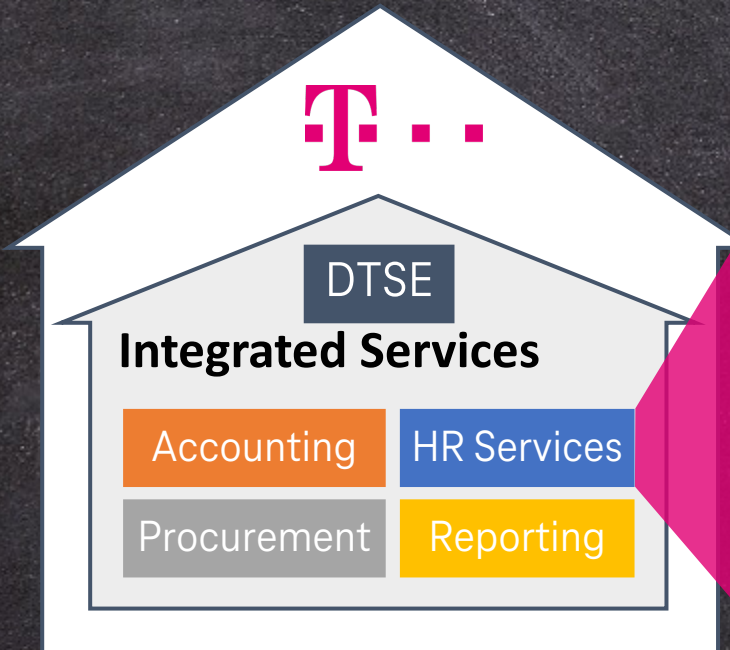 T
DTSE
Integrated Services
Accounting
HR Services
Procurement
Reporting